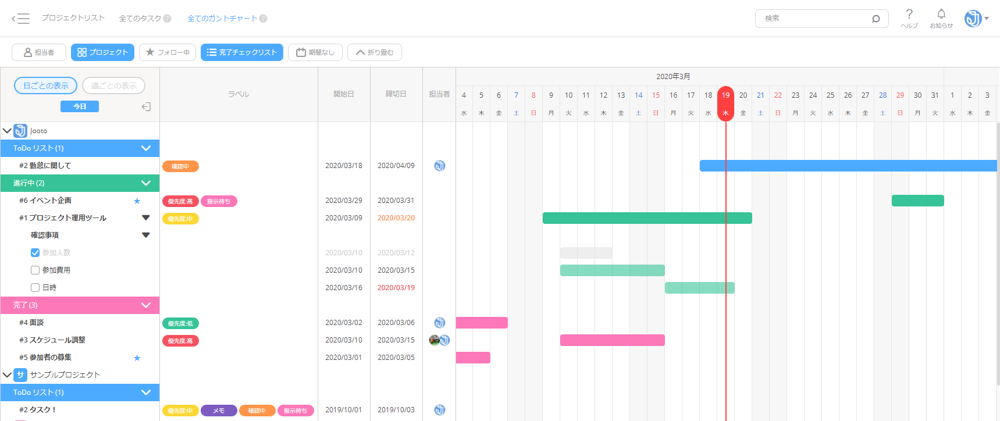 プロジェクトリスト 全てのタスク ? 全てのガントチャート ? 検索 ? ヘルプ お知らせ
担当者 プロジェクト フォロー中 完了チェックリスト 期間なし 折り畳む
2020年3月
日ごとの表示 週ごとの表示 ラベル 開始日 締切日 担当者
4 5 6 7 8 9 10 11 12 13 14 15 16 17 18 19 20 21 22 23 24 25 26 27 28 29 30 31 1 2 3
今日
水 木 金 土 日 月 火 水 木 金 土 日 月 火 水 木 金 土 日 月 火 水 木 金 土 日 月 火 水 木 金
Jooto
ToDo リスト (1)
#2 勤怠に関して 確認中 2020/03/18 2020/04/09
進行中 (2)
#6 イベント企画 優先度:高 指示待ち 2020/03/29 2020/03/31
#1 プロジェクト運用ツール 優先度:中 2020/03/09 2020/03/20
確認事項
参加人数 2020/03/10 2020/03/12
参加費用 2020/03/10 2020/03/15
日時 2020/03/16 2020/03/19
完了 (3)
#4 面談 優先度:低 2020/03/02 2020/03/06
#3 スケジュール調整 優先度:高 2020/03/10 2020/03/15
#5 参加者の募集 2020/03/01 2020/03/05
サ サンプルプロジェクト
ToDo リスト (1)
#2 タスク！ 優先度:中 メモ 確認中 指示待ち 2019/10/01 2019/10/03